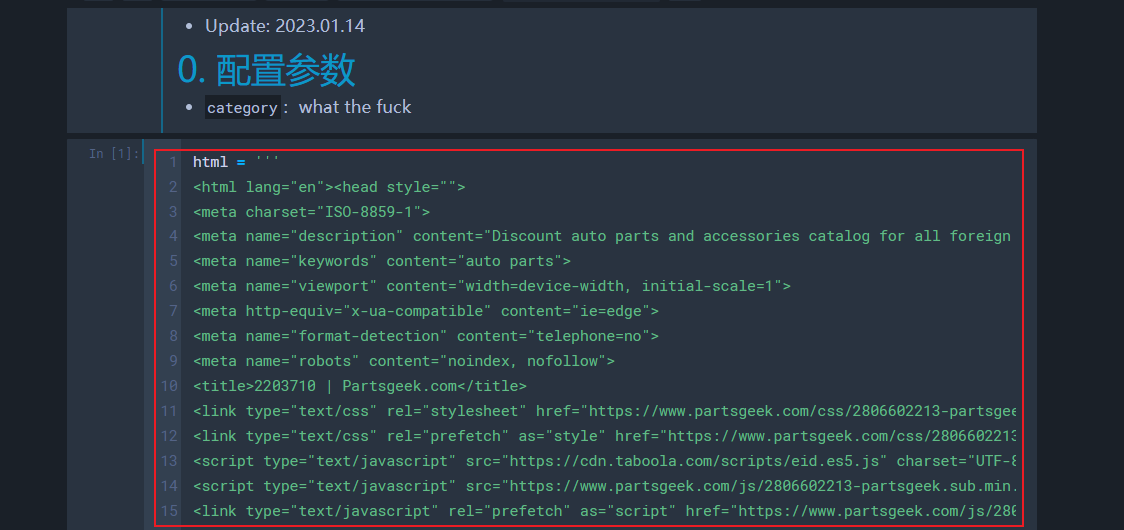 Update: 2023.01.14
0. 配置参数
category： what the fuck
In [1]:
1 html = '''
2 <html lang="en"><head style="">
3 <meta charset="ISO-8859-1">
4 <meta name="description" content="Discount auto parts and accessories catalog for all foreign
5 <meta name="keywords" content="auto parts">
6 <meta name="viewport" content="width=device-width, initial-scale=1">
7 <meta http-equiv="x-ua-compatible" content="ie=edge">
8 <meta name="format-detection" content="telephone=no">
9 <meta name="robots" content="noindex, nofollow">
10 <title>2203710 | Partsgeek.com</title>
11 <link type="text/css" rel="stylesheet" href="https://www.partsgeek.com/css/2806602213-partsgee
12 <link type="text/css" rel="prefetch" as="style" href="https://www.partsgeek.com/css/2806602213
13 <script type="text/javascript" src="https://cdn.taboola.com/scripts/eid.es5.js" charset="UTF-8
14 <script type="text/javascript" src="https://www.partsgeek.com/js/2806602213-partsgeek.sub.min.
15 <link type="text/javascript" rel="prefetch" as="script" href="https://www.partsgeek.com/js/280